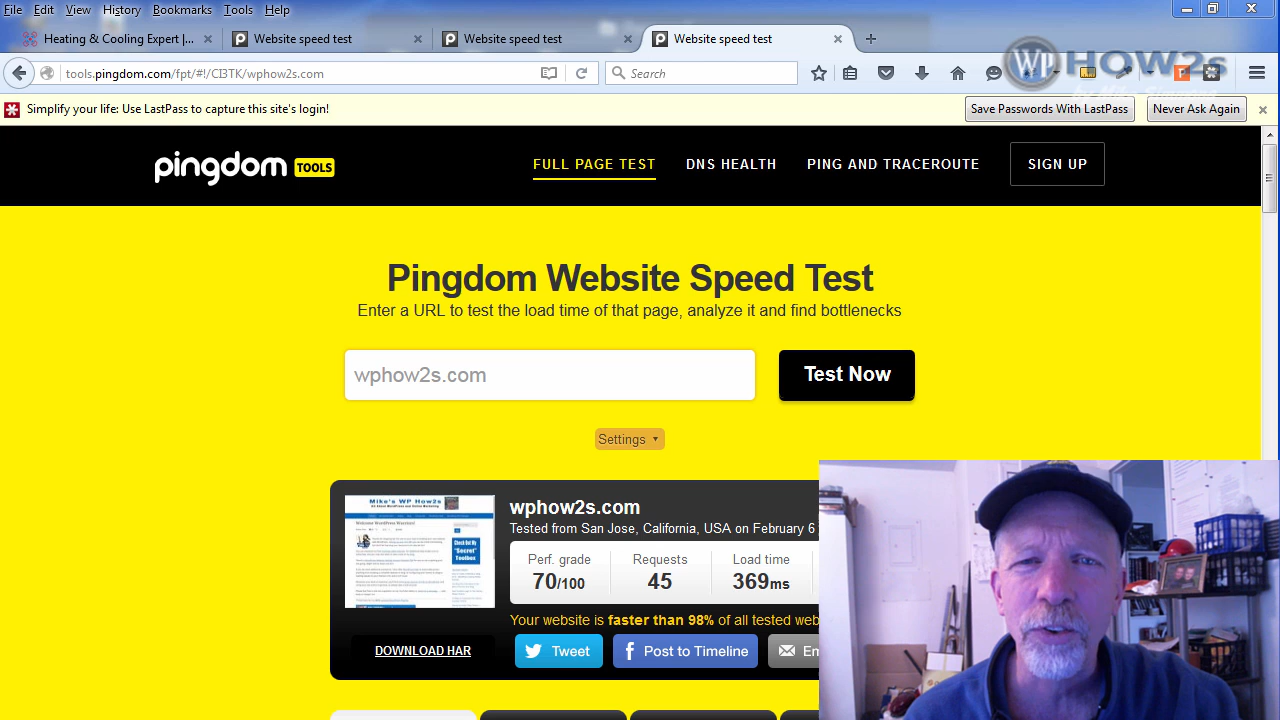 File Edit View History Bookmarks Tools Help
Heating & Cooling Expert |... Website speed test Website speed test Website speed test
tools.pingdom.com/fpt/#!/CI3TK/wphow2s.com Search
WP HOW2s
Simplify your life: Use LastPass to capture this site's login! Save Passwords With LastPass Never Ask Again
pingdom TOOLS FULL PAGE TEST DNS HEALTH PING AND TRACEROUTE SIGN UP
Pingdom Website Speed Test
Enter a URL to test the load time of that page, analyze it and find bottlenecks
wphow2s.com Test Now
Settings
Mike's WP How2s
wphow2s.com
Tested from San Jose, California, USA on February 6
Perf. grade Requests Load time
70/100 45 369ms
Your website is faster than 98% of all tested web
DOWNLOAD HAR Tweet Post to Timeline Em